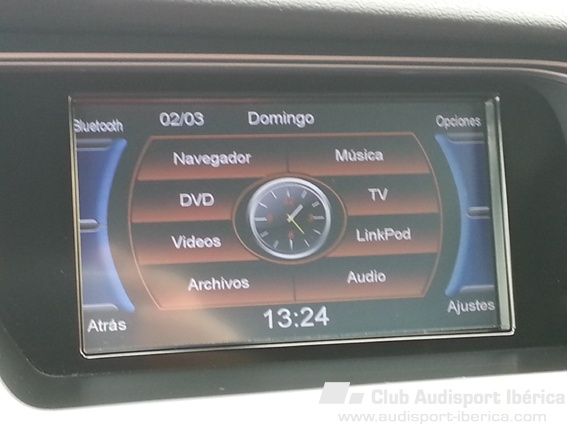 Bluetooth 02/03 Domingo Opciones
Navegador Música
DVD TV
Videos LinkPod
Archivos Audio
Atrás 13:24 Ajustes
Club Audisport Ibérica
www.audisport-iberica.com